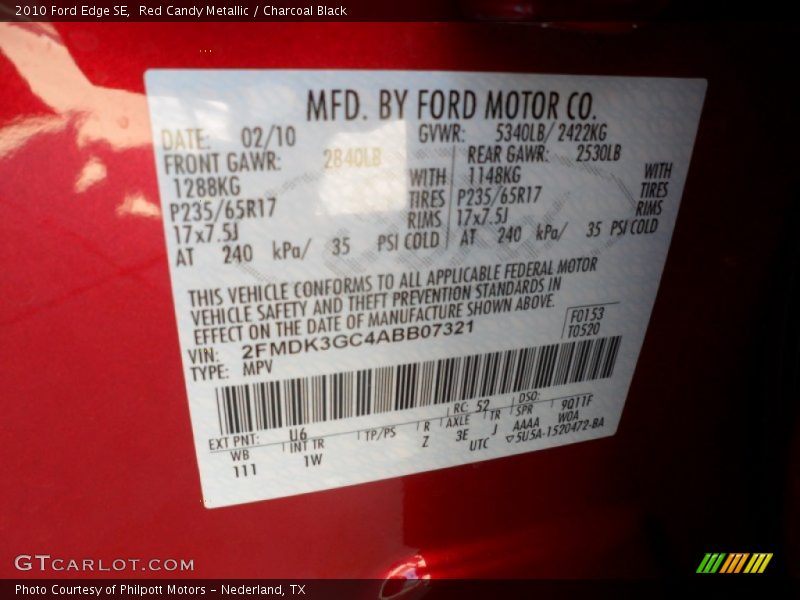 2010 Ford Edge SE,  Red Candy Metallic / Charcoal Black
MFD. BY FORD MOTOR CO.
DATE: 02/10 GVWR: 5340LB/ 2422KG
FRONT GAWR: 2840LB REAR GAWR: 2530LB
1288KG WITH 1148KG WITH
P235/65R17 TIRES P235/65R17 TIRES
17x7.5J RIMS 17x7.5J RIMS
AT 240 kPa/ 35 PSI COLD AT 240 kPa/ 35 PSI COLD
THIS VEHICLE CONFORMS TO ALL APPLICABLE FEDERAL MOTOR
VEHICLE SAFETY AND THEFT PREVENTION STANDARDS IN
EFFECT ON THE DATE OF MANUFACTURE SHOWN ABOVE.
F0153
T0520
VIN: 2FMDK3GC4ABB07321
TYPE: MPV
EXT PNT: U6 RC: 52 DSO: 9Q11F
WB INT TR TP/PS R AXLE TR SPR W0A
111 1W Z 3E J AAAA
UTC ▽5U5A-1520472-BA
GTCARLOT.COM
Photo Courtesy of Philpott Motors - Nederland, TX